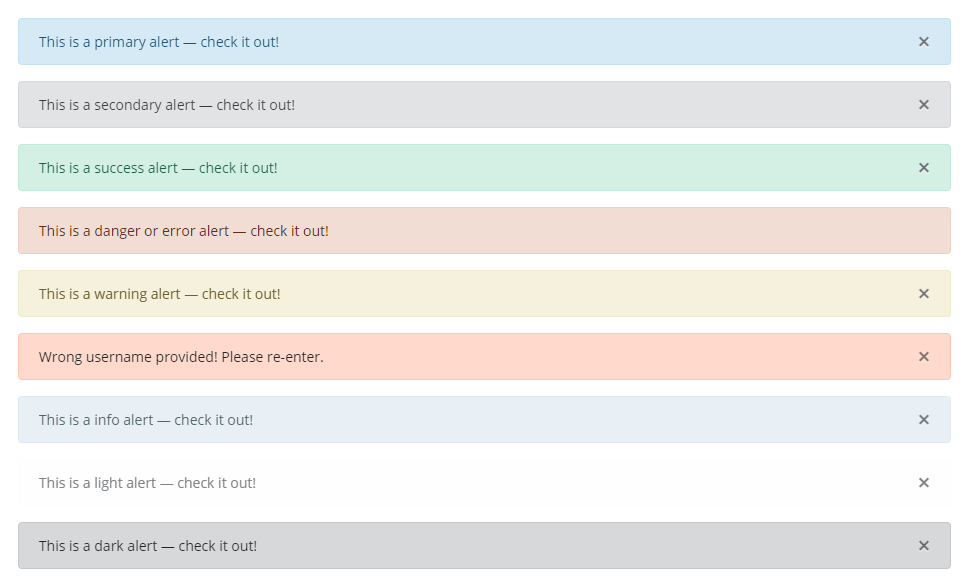 This is a primary alert — check it out! ×
This is a secondary alert — check it out! ×
This is a success alert — check it out! ×
This is a danger or error alert — check it out!
This is a warning alert — check it out! ×
Wrong username provided! Please re-enter. ×
This is a info alert — check it out! ×
This is a light alert — check it out! ×
This is a dark alert — check it out! ×